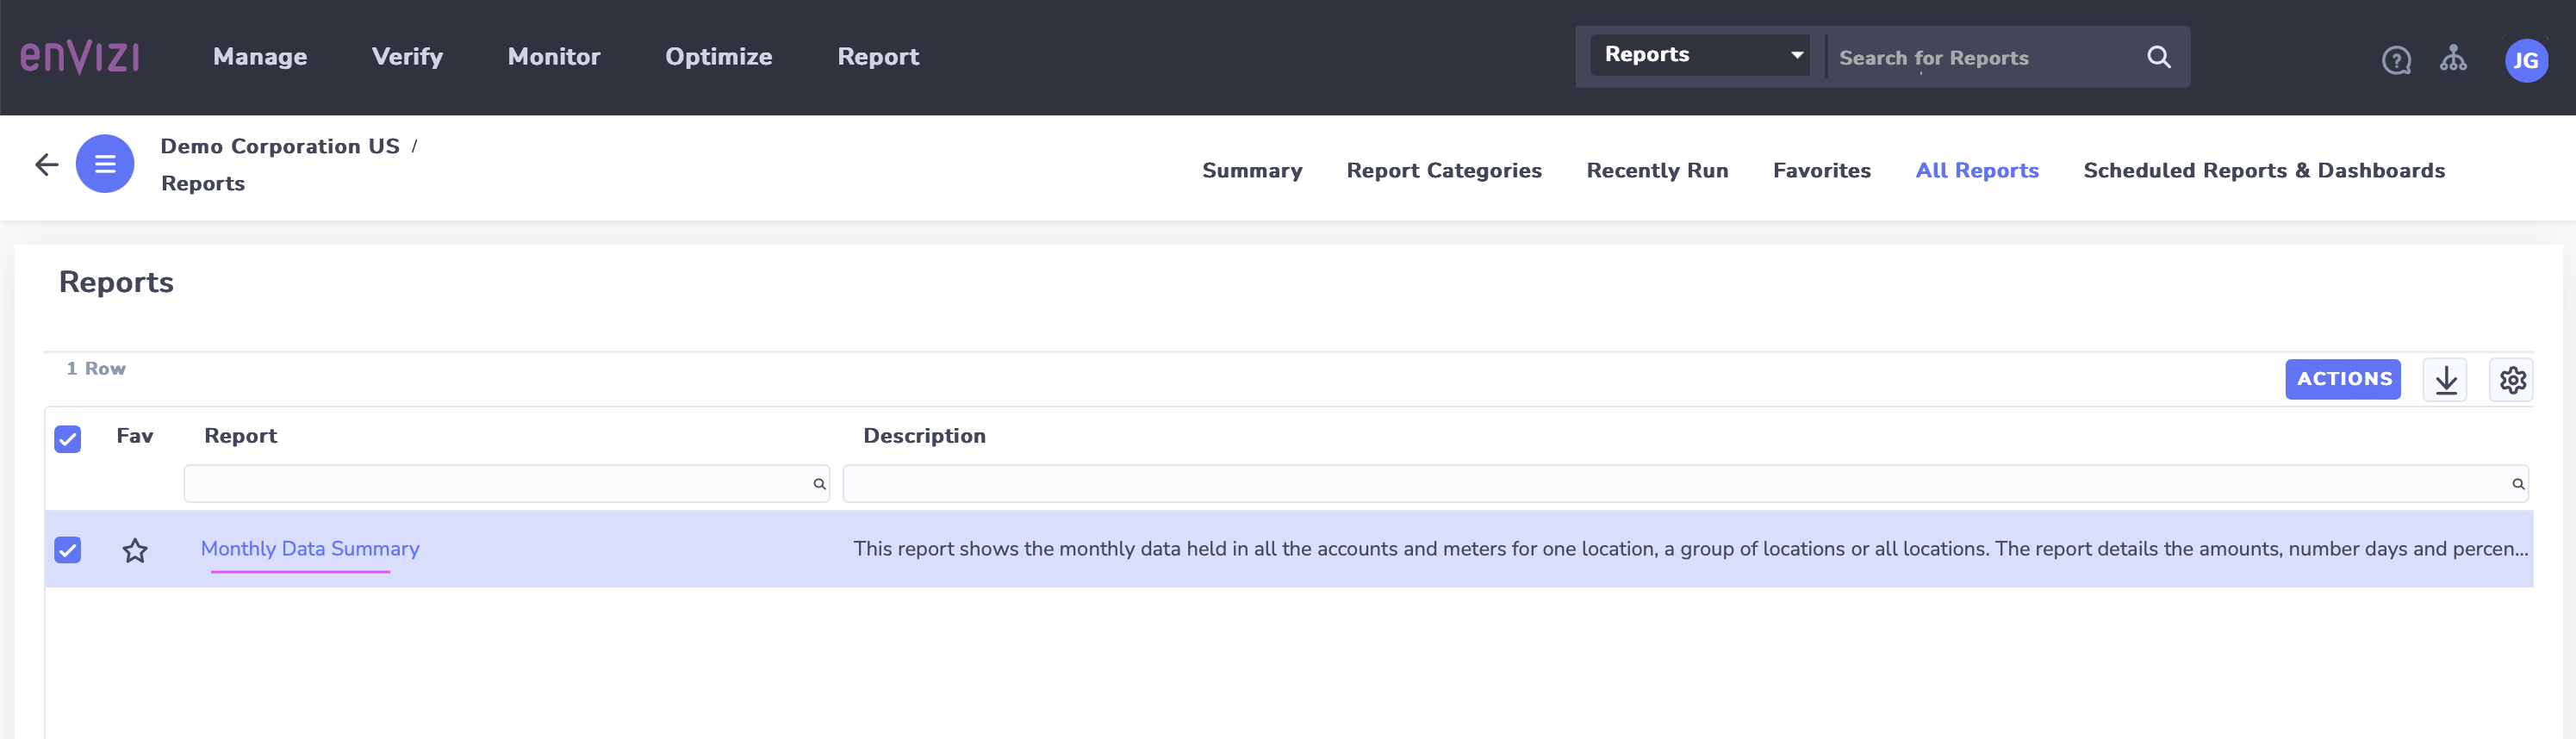 enVIZI
Manage Verify Monitor Optimize Report
Reports
Search for Reports
JG
Demo Corporation US /
Reports
Summary Report Categories Recently Run Favorites All Reports Scheduled Reports & Dashboards
Reports
1 Row
ACTIONS
Fav Report Description
Monthly Data Summary This report shows the monthly data held in all the accounts and meters for one location, a group of locations or all locations. The report details the amounts, number days and percen...